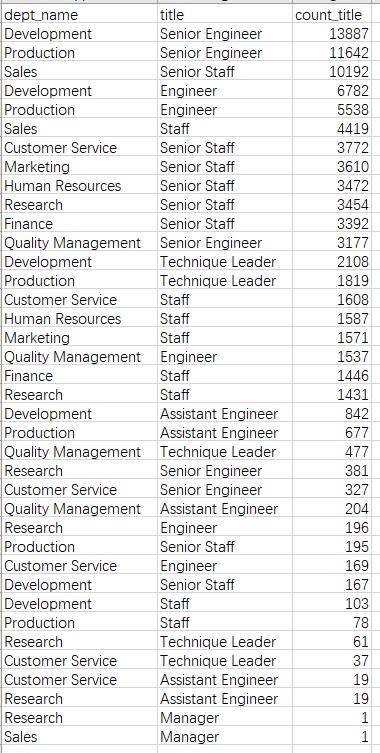 dept_name title count_title
Development Senior Engineer 13887
Production Senior Engineer 11642
Sales Senior Staff 10192
Development Engineer 6782
Production Engineer 5538
Sales Staff 4419
Customer Service Senior Staff 3772
Marketing Senior Staff 3610
Human Resources Senior Staff 3472
Research Senior Staff 3454
Finance Senior Staff 3392
Quality Management Senior Engineer 3177
Development Technique Leader 2108
Production Technique Leader 1819
Customer Service Staff 1608
Human Resources Staff 1587
Marketing Staff 1571
Quality Management Engineer 1537
Finance Staff 1446
Research Staff 1431
Development Assistant Engineer 842
Production Assistant Engineer 677
Quality Management Technique Leader 477
Research Senior Engineer 381
Customer Service Senior Engineer 327
Quality Management Assistant Engineer 204
Research Engineer 196
Production Senior Staff 195
Customer Service Engineer 169
Development Senior Staff 167
Development Staff 103
Production Staff 78
Research Technique Leader 61
Customer Service Technique Leader 37
Customer Service Assistant Engineer 19
Research Assistant Engineer 19
Research Manager 1
Sales Manager 1